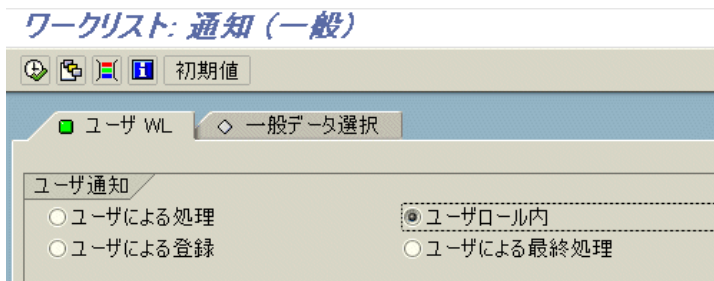 ワークリスト: 通知 (一般)
初期値
ユーザ WL ◇ 一般データ選択
ユーザ通知
ユーザによる処理 ユーザロール内
ユーザによる登録 ユーザによる最終処理